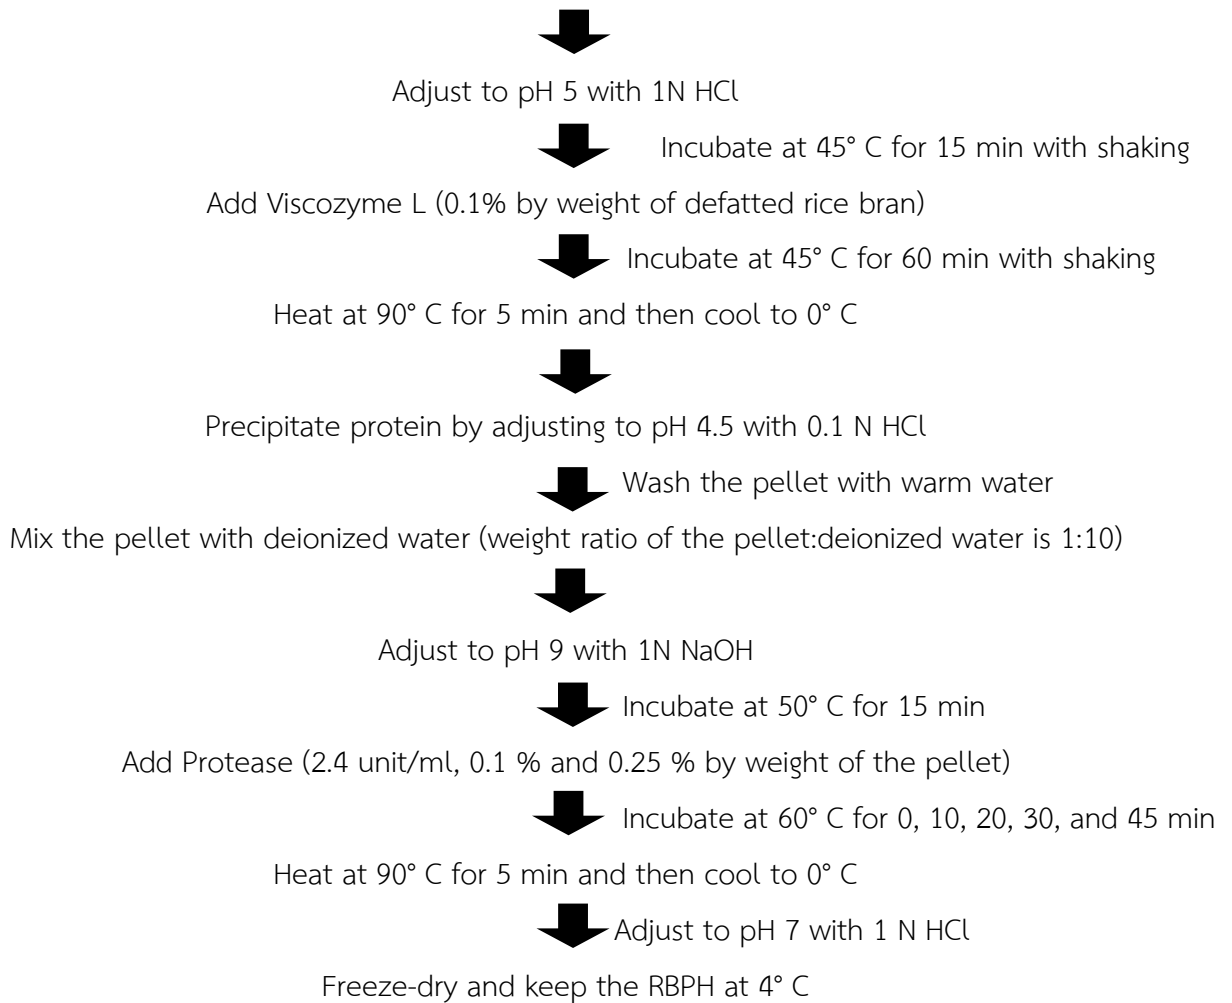 Adjust to pH 5 with 1N HCl
Incubate at 45° C for 15 min with shaking
Add Viscozyme L (0.1% by weight of defatted rice bran)
Incubate at 45° C for 60 min with shaking
Heat at 90° C for 5 min and then cool to 0° C
Precipitate protein by adjusting to pH 4.5 with 0.1 N HCl
Wash the pellet with warm water
Mix the pellet with deionized water (weight ratio of the pellet:deionized water is 1:10)
Adjust to pH 9 with 1N NaOH
Incubate at 50° C for 15 min
Add Protease (2.4 unit/ml, 0.1 % and 0.25 % by weight of the pellet)
Incubate at 60° C for 0, 10, 20, 30, and 45 min
Heat at 90° C for 5 min and then cool to 0° C
Adjust to pH 7 with 1 N HCl
Freeze-dry and keep the RBPH at 4° C